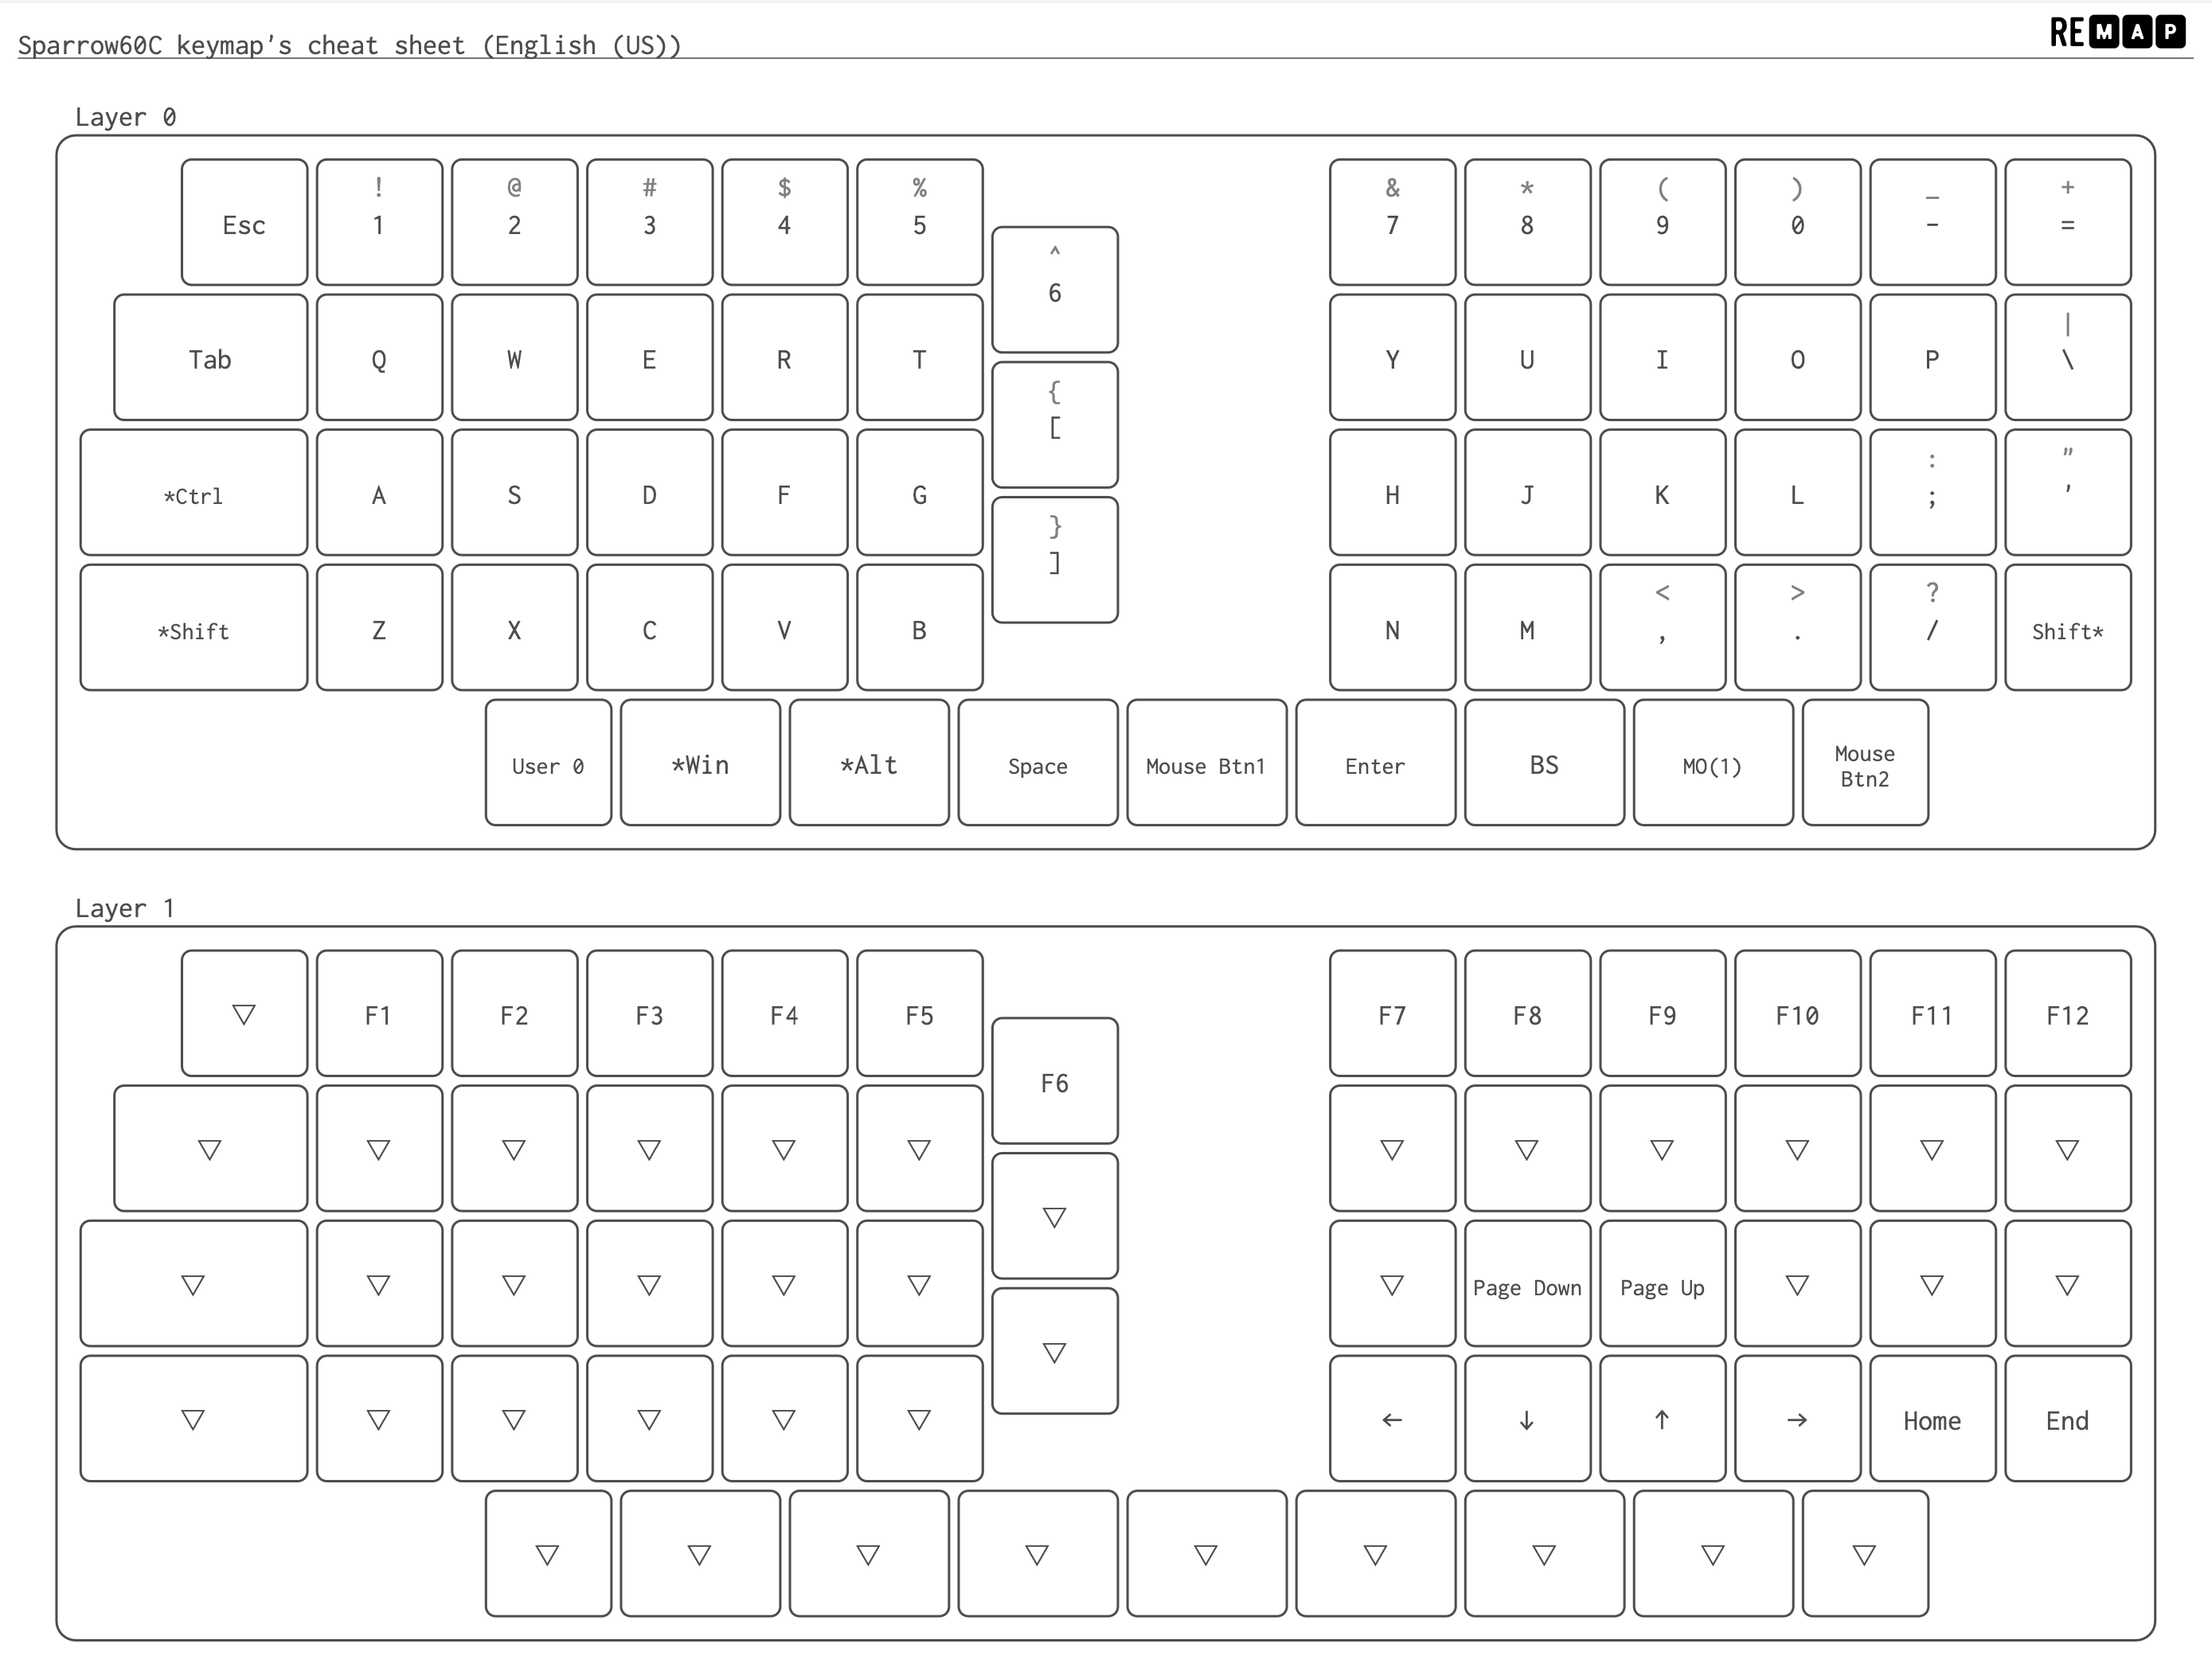 Sparrow60C keymap's cheat sheet (English (US))
REMAP
Layer 0
! @ # $ % & * ( ) _ +
Esc 1 2 3 4 5 7 8 9 0 - =
^
6
|
Tab Q W E R T Y U I O P \
{
[
: "
*Ctrl A S D F G H J K L ; '
}
]
< > ?
*Shift Z X C V B N M , . / Shift*
User 0 *Win *Alt Space Mouse Btn1 Enter BS MO(1) Mouse
Btn2
Layer 1
▽ F1 F2 F3 F4 F5 F7 F8 F9 F10 F11 F12
F6
▽ ▽ ▽ ▽ ▽ ▽ ▽ ▽ ▽ ▽ ▽ ▽
▽
▽ ▽ ▽ ▽ ▽ ▽ ▽ Page Down Page Up ▽ ▽ ▽
▽
▽ ▽ ▽ ▽ ▽ ▽ ← ↓ ↑ → Home End
▽ ▽ ▽ ▽ ▽ ▽ ▽ ▽ ▽